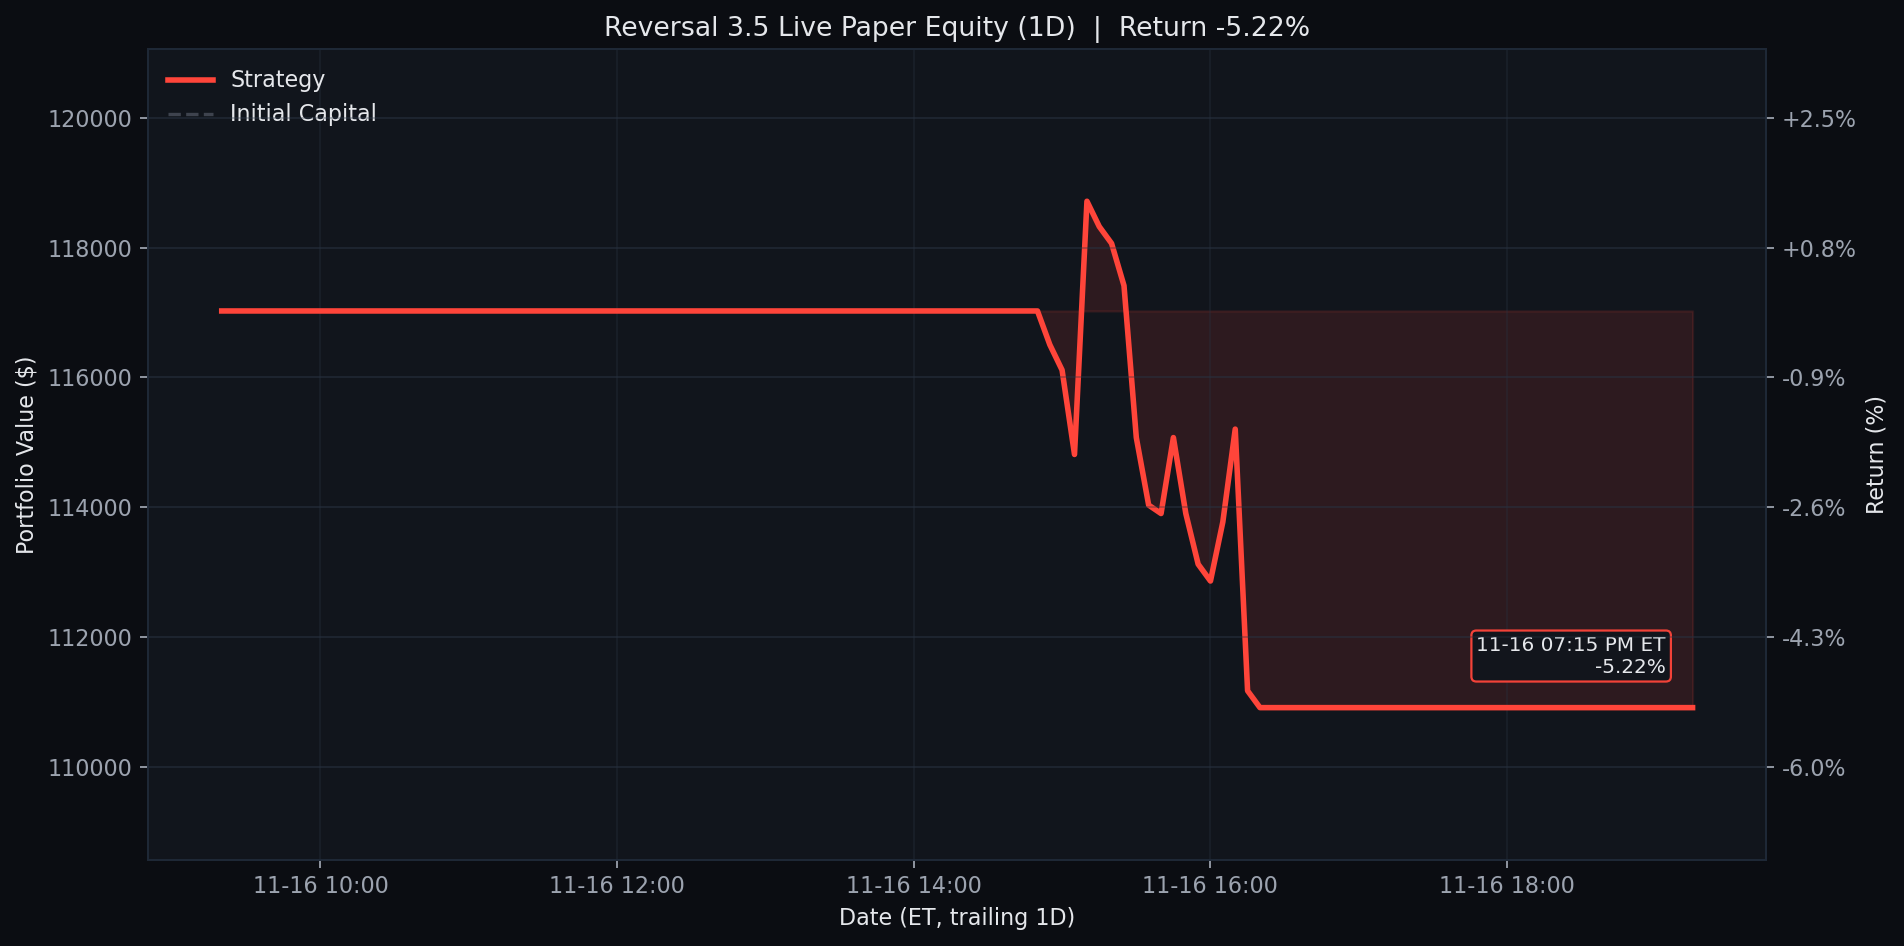 Reversal 3.5 Live Paper Equity (1D) | Return -5.22%
Strategy
Initial Capital
120000
118000
116000
114000
112000
110000
Portfolio Value ($)
+2.5%
+0.8%
-0.9%
-2.6%
-4.3%
-6.0%
Return (%)
11-16 07:15 PM ET
-5.22%
11-16 10:00
11-16 12:00
11-16 14:00
11-16 16:00
11-16 18:00
Date (ET, trailing 1D)